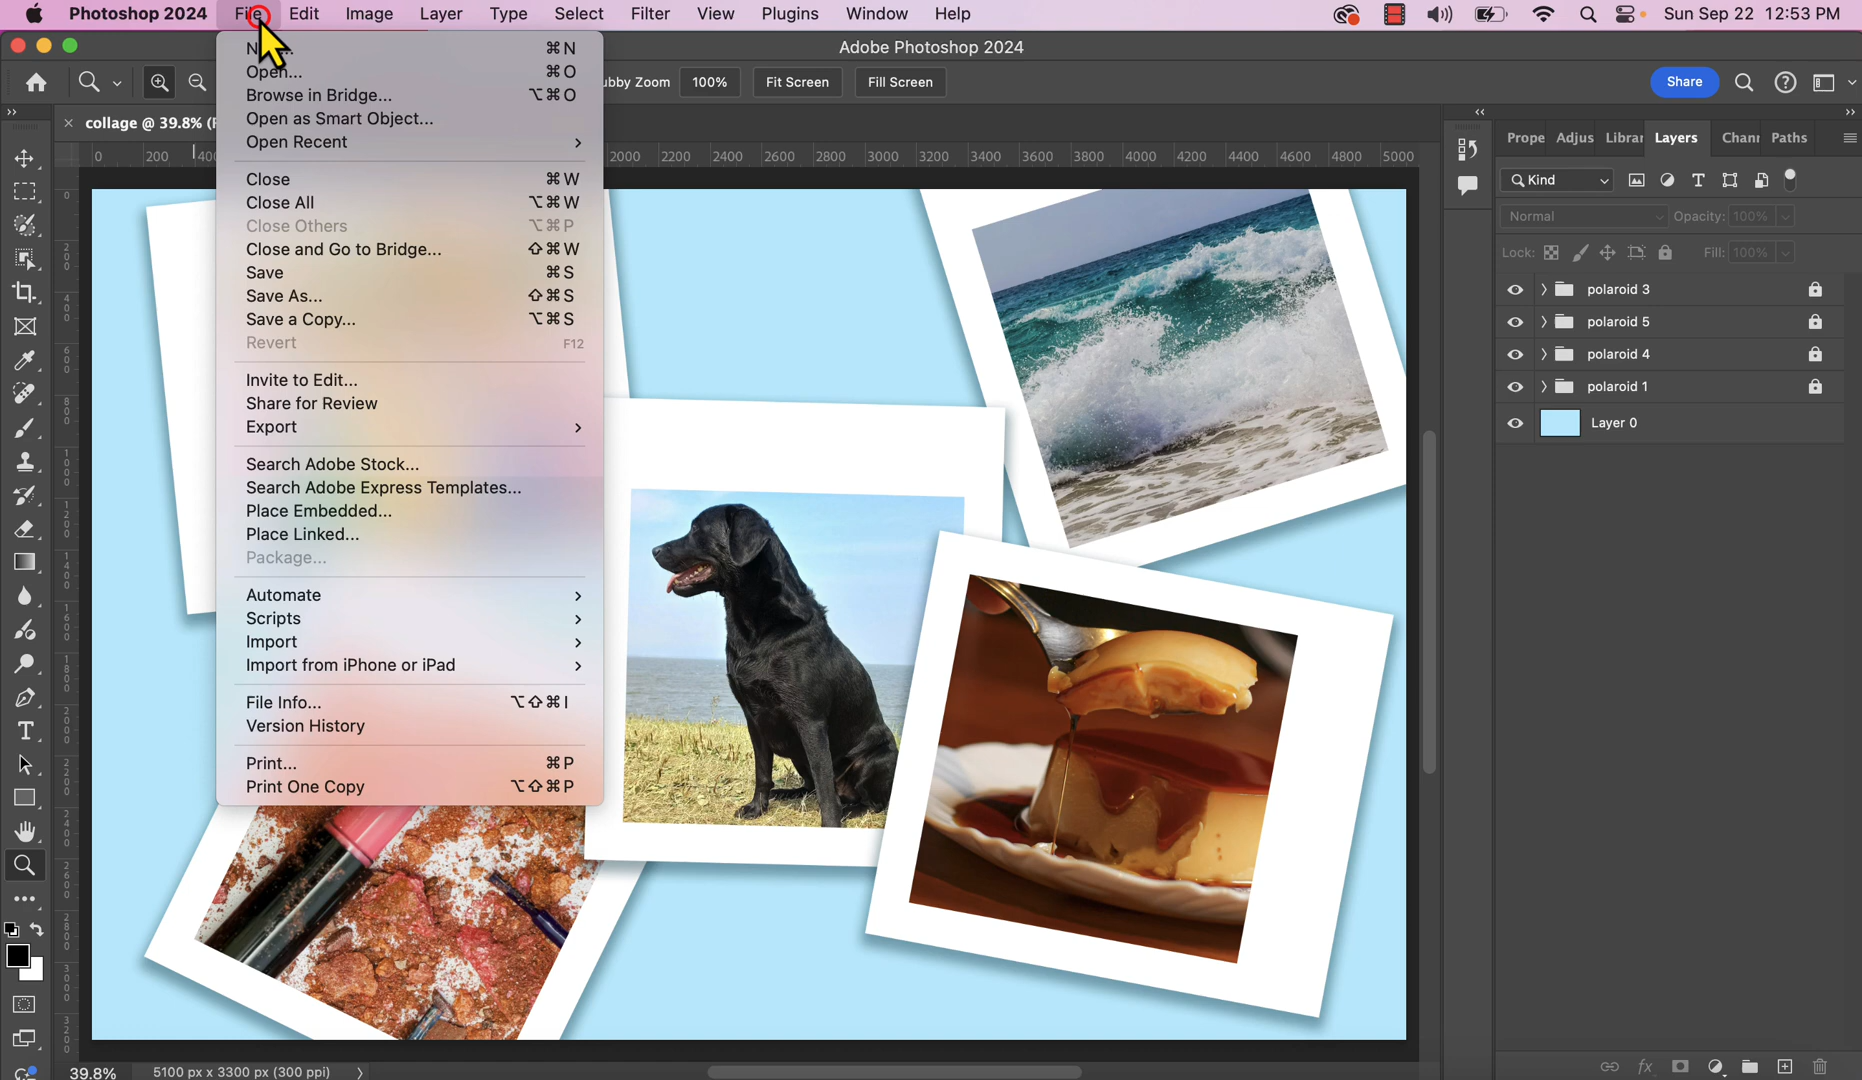 Photoshop 2024 File Edit Image Layer Type Select Filter View Plugins Window Help Sun Sep 22 12:53 PM
Adobe Photoshop 2024
100% Fit Screen Fill Screen Share
collage @ 39.8%
0 200 2000 2200 2400 2600 2800 3000 3200 3400 3600 3800 4000 4200 4400 4600 4800 5000
⌘N
Open... ⌘O
Browse in Bridge... ⌥⌘O
Open as Smart Object...
Open Recent >
Close ⌘W
Close All ⌥⌘W
Close Others ⌥⌘P
Close and Go to Bridge... ⇧⌘W
Save ⌘S
Save As... ⇧⌘S
Save a Copy... ⌥⌘S
Revert F12
Invite to Edit...
Share for Review
Export >
Search Adobe Stock...
Search Adobe Express Templates...
Place Embedded...
Place Linked...
Package...
Automate >
Scripts >
Import >
Import from iPhone or iPad >
File Info... ⌥⇧⌘I
Version History
Print... ⌘P
Print One Copy ⌥⇧⌘P
Layers Paths
Kind
Normal Opacity: 100%
Lock: Fill: 100%
polaroid 3
polaroid 5
polaroid 4
polaroid 1
Layer 0
39.8% 5100 px x 3300 px (300 ppi) >